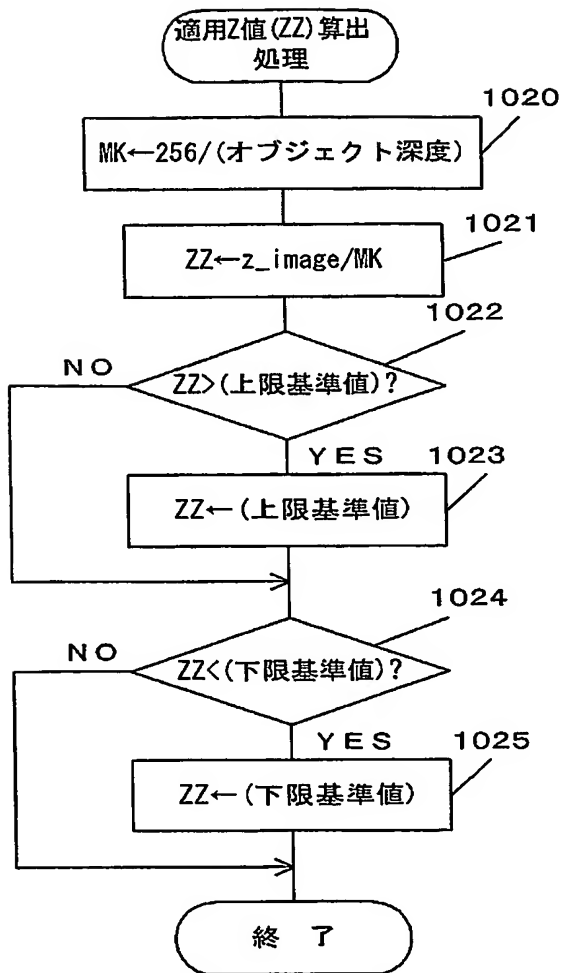 適用Z値(ZZ)算出
処理
1020
MK←256/(オブジェクト深度)
1021
ZZ←z_image/MK
1022
NO
ZZ>(上限基準値)?
YES
1023
ZZ←(上限基準値)
1024
NO
ZZ<(下限基準値)?
YES
1025
ZZ←(下限基準値)
終 了